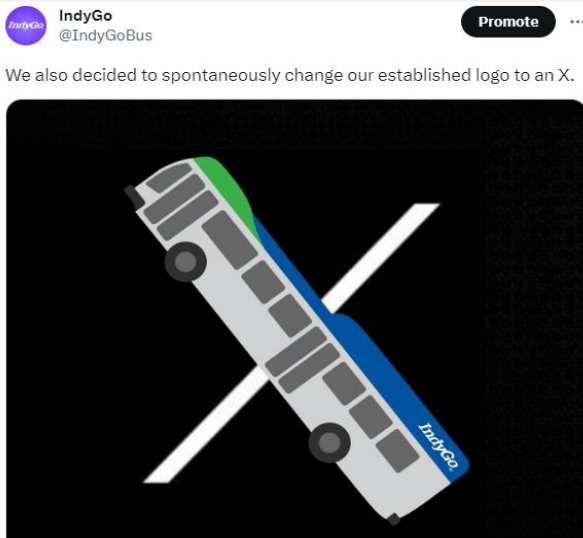 IndyGo
IndyGo
@IndyGoBus
Promote
We also decided to spontaneously change our established logo to an X.
IndyGo